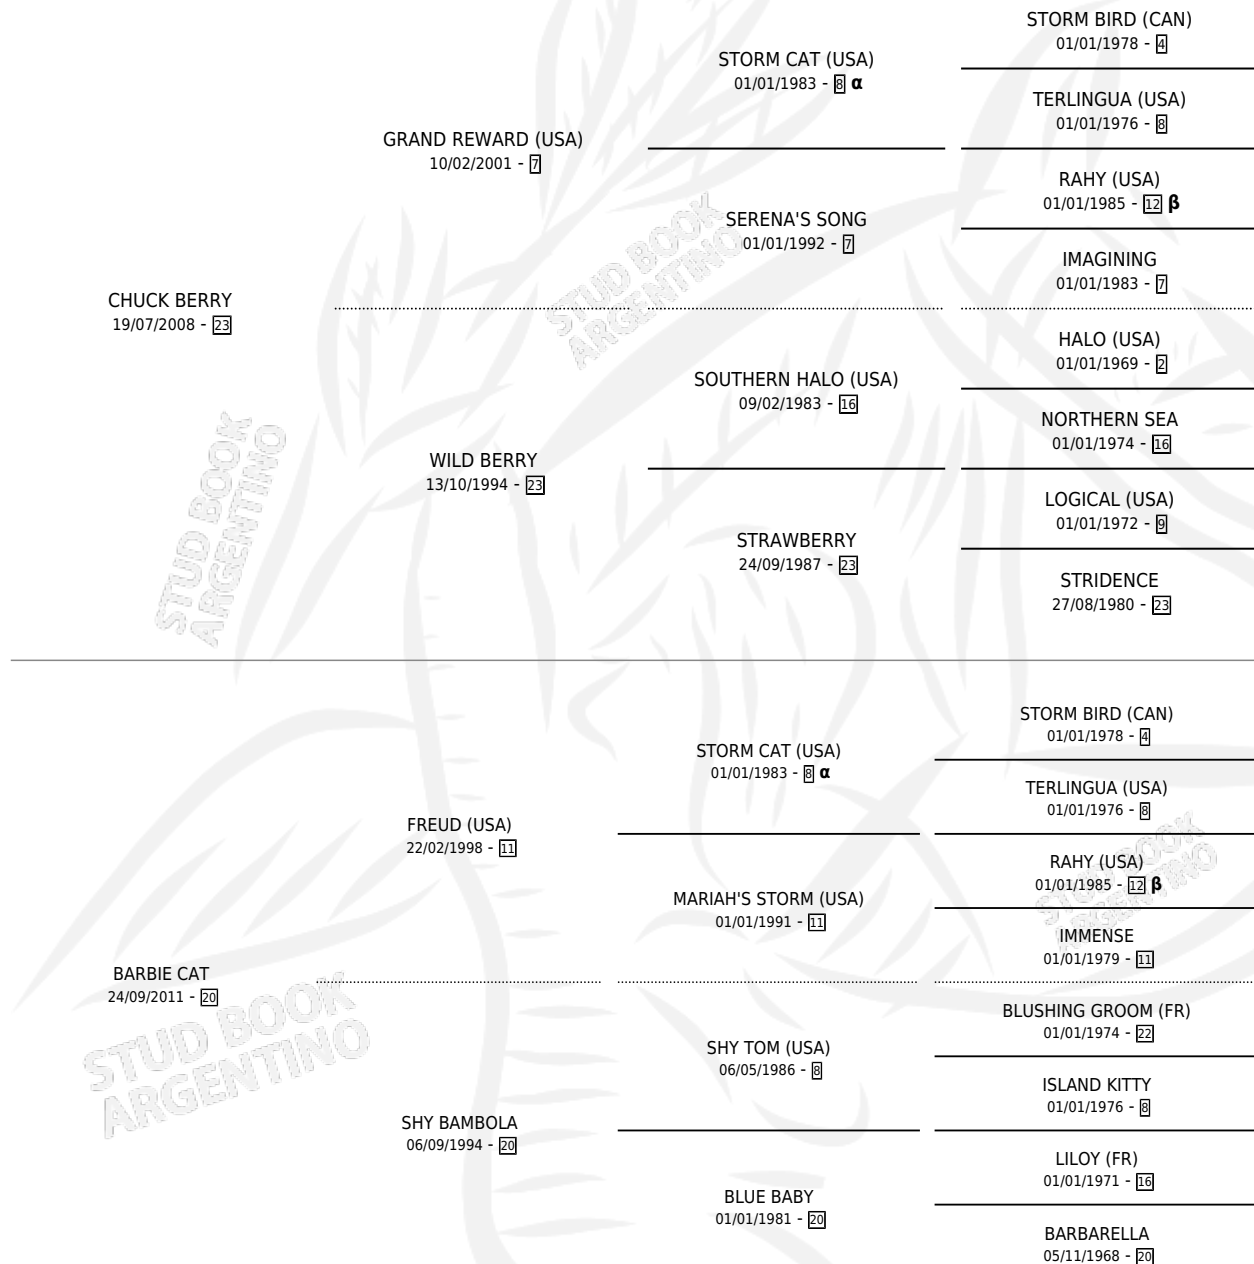 STORM BIRD (CAN)
01/01/1978 - 4
STORM CAT (USA)
01/01/1983 - 8 α
TERLINGUA (USA)
01/01/1976 - 8
GRAND REWARD (USA)
10/02/2001 - 7
RAHY (USA)
01/01/1985 - 12 β
SERENA'S SONG
01/01/1992 - 7
IMAGINING
01/01/1983 - 7
CHUCK BERRY
19/07/2008 - 23
HALO (USA)
01/01/1969 - 2
SOUTHERN HALO (USA)
09/02/1983 - 16
NORTHERN SEA
01/01/1974 - 16
WILD BERRY
13/10/1994 - 23
LOGICAL (USA)
01/01/1972 - 9
STRAWBERRY
24/09/1987 - 23
STRIDENCE
27/08/1980 - 23
STORM BIRD (CAN)
01/01/1978 - 4
STORM CAT (USA)
01/01/1983 - 8 α
TERLINGUA (USA)
01/01/1976 - 8
FREUD (USA)
22/02/1998 - 11
RAHY (USA)
01/01/1985 - 12 β
MARIAH'S STORM (USA)
01/01/1991 - 11
IMMENSE
01/01/1979 - 11
BARBIE CAT
24/09/2011 - 20
BLUSHING GROOM (FR)
01/01/1974 - 22
SHY TOM (USA)
06/05/1986 - 8
ISLAND KITTY
01/01/1976 - 8
SHY BAMBOLA
06/09/1994 - 20
LILOY (FR)
01/01/1971 - 16
BLUE BABY
01/01/1981 - 20
BARBARELLA
05/11/1968 - 20
STUD BOOK
ARGENTINO
STUD BOOK
ARGENTINO
STUD BOOK
ARGENTINO
STUD BOOK
ARGENTINO